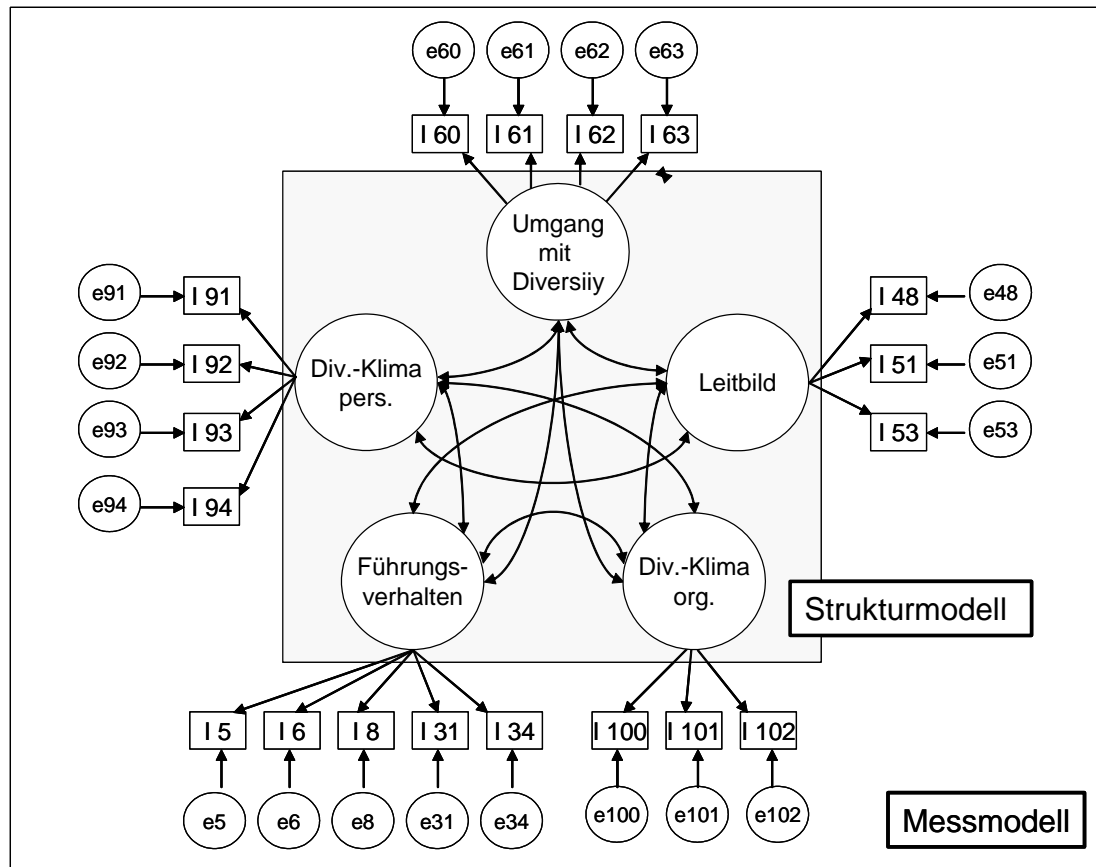 e60 e61 e62 e63
I 60 I 61 I 62 I 63
Umgang
mit
Diversiiy
e91 I 91
e92 I 92
e93 I 93
e94 I 94
Div.-Klima
pers.
Leitbild
I 48 e48
I 51 e51
I 53 e53
Führungs-
verhalten
Div.-Klima
org.
Strukturmodell
I 5 I 6 I 8 I 31 I 34 I 100 I 101 I 102
e5 e6 e8 e31 e34 e100 e101 e102
Messmodell